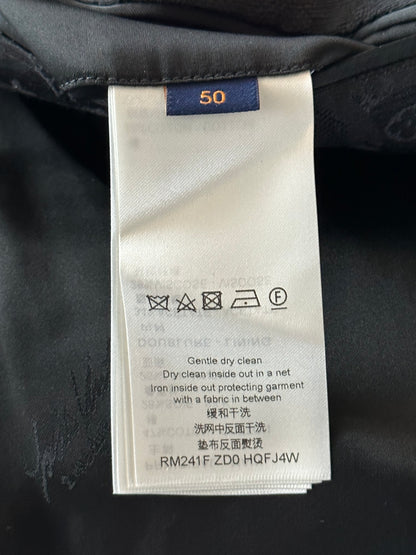 50
Gentle dry clean
Dry clean inside out in a net
Iron inside out protecting garment
with a fabric in between
缓和干洗
洗网中反面干洗
垫布反面熨烫
RM241F ZD0 HQFJ4W